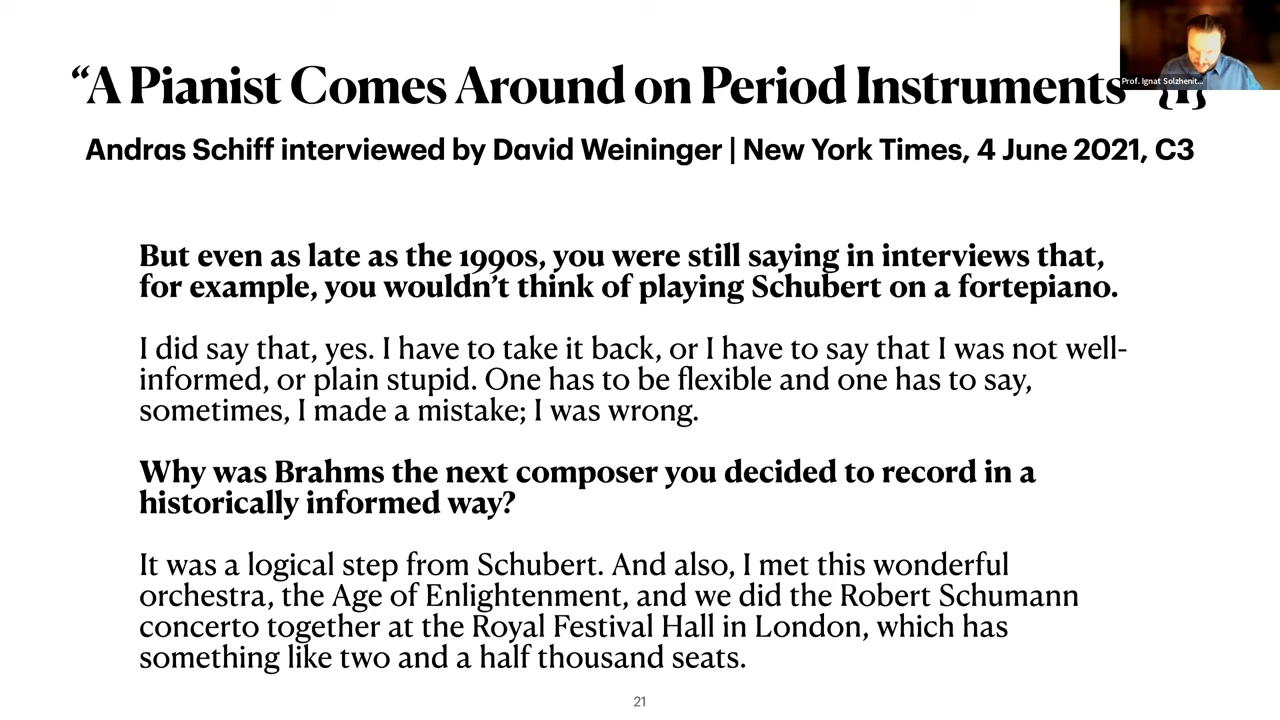 “A Pianist Comes Around on Period Instruments
Prof. Ignat Solzhenit...
Andras Schiff interviewed by David Weininger | New York Times, 4 June 2021, C3
But even as late as the 1990s, you were still saying in interviews that,
for example, you wouldn’t think of playing Schubert on a fortepiano.
I did say that, yes. I have to take it back, or I have to say that I was not well-
informed, or plain stupid. One has to be flexible and one has to say,
sometimes, I made a mistake; I was wrong.
Why was Brahms the next composer you decided to record in a
historically informed way?
It was a logical step from Schubert. And also, I met this wonderful
orchestra, the Age of Enlightenment, and we did the Robert Schumann
concerto together at the Royal Festival Hall in London, which has
something like two and a half thousand seats.
21